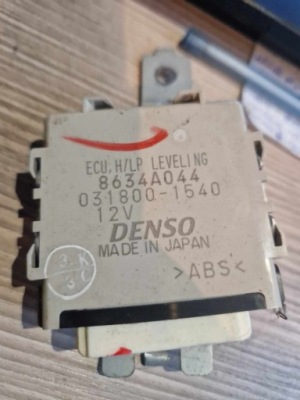 ECU, H/LP LEVELING
8634A044
031800-1540
12V
DENSO
MADE IN JAPAN
>ABS<